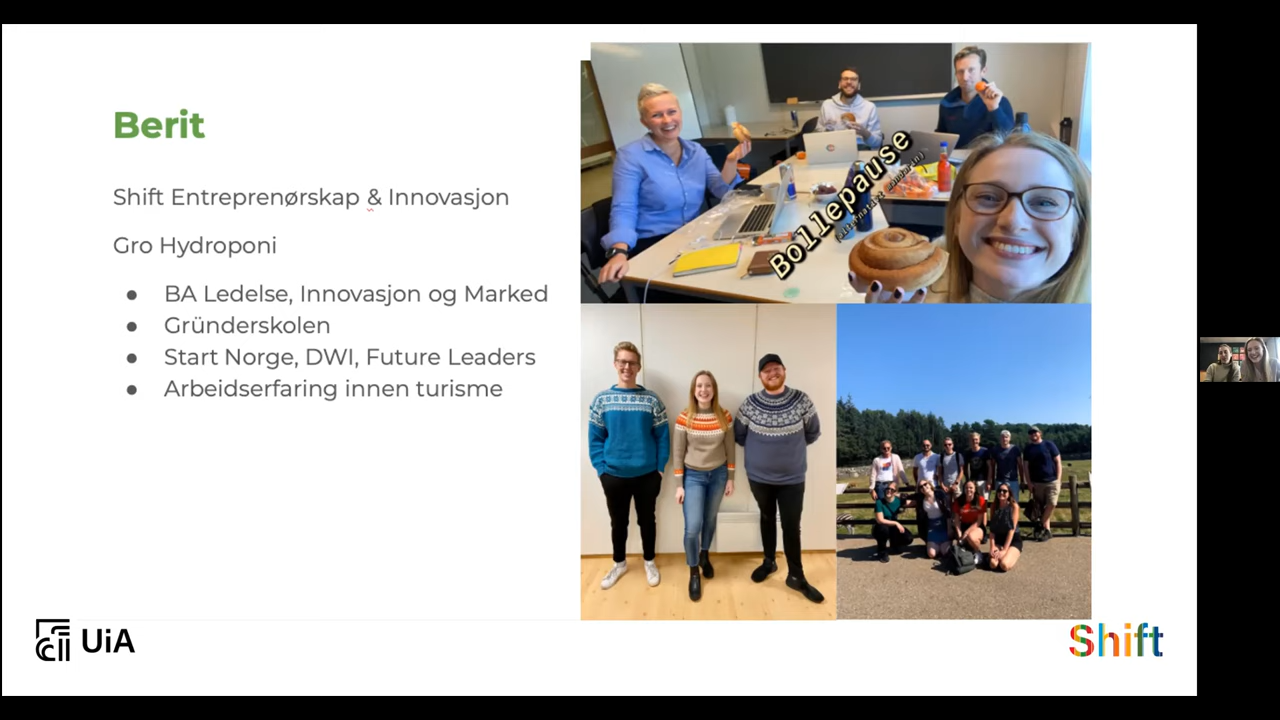 Berit
Shift Entreprenørskap & Innovasjon
Gro Hydroponi
● BA Ledelse, Innovasjon og Marked
● Gründerskolen
● Start Norge, DWI, Future Leaders
● Arbeidserfaring innen turisme
Bollepause
UiA
Shift